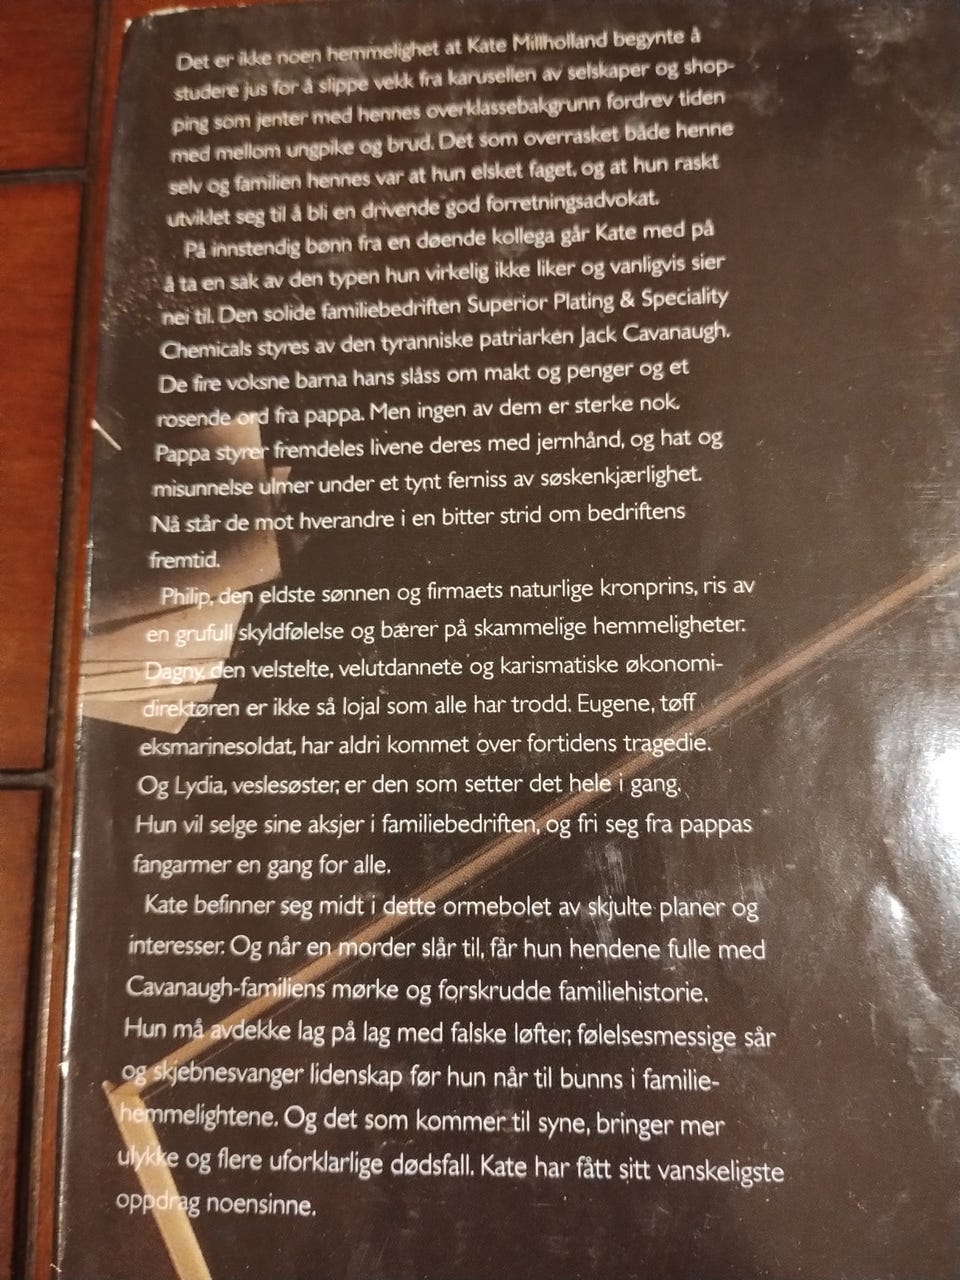 Det er ikke noen hemmelighet at Kate Millholland begynte å
studere jus for å slippe vekk fra karusellen av selskaper og shop-
ping som jenter med hennes overklassebakgrunn fordrev tiden
med mellom ungpike og brud. Det som overrasket både henne
selv og familien hennes var at hun elsket faget, og at hun raskt
utviklet seg til å bli en drivende god forretningsadvokat.
På innstendig bønn fra en døende kollega går Kate med på
å ta en sak av den typen hun virkelig ikke liker og vanligvis sier
nei til. Den solide familiebedriften Superior Plating & Speciality
Chemicals styres av den tyranniske patriarken Jack Cavanaugh.
De fire voksne barna hans slåss om makt og penger og et
rosende ord fra pappa. Men ingen av dem er sterke nok.
Pappa styrer fremdeles livene deres med jernhånd, og hat og
misunnelse ulmer under et tynt ferniss av søskenkjærlighet.
Nå står de mot hverandre i en bitter strid om bedriftens
fremtid.
Philip, den eldste sønnen og firmaets naturlige kronprins, ris av
en grufull skyldfølelse og bærer på skammelige hemmeligheter.
Dagny, den velstelte, velutdannete og karismatiske økonomi-
direktøren er ikke så lojal som alle har trodd. Eugene, tøff
eksmarinesoldat, har aldri kommet over fortidens tragedie.
Og Lydia, veslesøster, er den som setter det hele i gang.
Hun vil selge sine aksjer i familiebedriften, og fri seg fra pappas
fangarmer en gang for alle.
Kate befinner seg midt i dette ormebolet av skjulte planer og
interesser. Og når en morder slår til, får hun hendene fulle med
Cavanaugh-familiens mørke og forskrudde familiehistorie.
Hun må avdekke lag på lag med falske løfter, følelsesmessige sår
og skjebnesvanger lidenskap før hun når til bunns i familie-
hemmelightene. Og det som kommer til syne, bringer mer
ulykke og flere uforklarlige dødsfall. Kate har fått sitt vanskeligste
oppdrag noensinne.